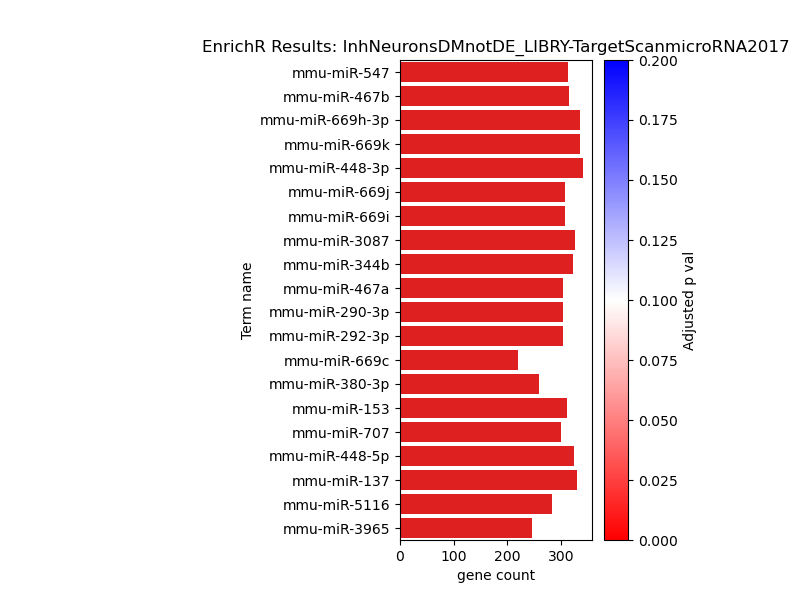 EnrichR Results: InhNeuronsDMnotDE_LIBRY-TargetScanmicroRNA2017
mmu-miR-547
mmu-miR-467b
mmu-miR-669h-3p
mmu-miR-669k
mmu-miR-448-3p
mmu-miR-669j
mmu-miR-669i
mmu-miR-3087
mmu-miR-344b
mmu-miR-467a
mmu-miR-290-3p
mmu-miR-292-3p
mmu-miR-669c
mmu-miR-380-3p
mmu-miR-153
mmu-miR-707
mmu-miR-448-5p
mmu-miR-137
mmu-miR-5116
mmu-miR-3965
Term name
0 100 200 300
gene count
0.200
0.175
0.150
0.125
0.100
0.075
0.050
0.025
0.000
Adjusted p val